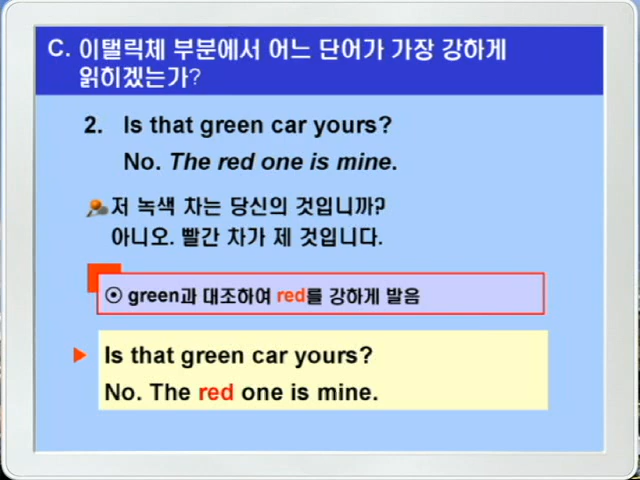 C. 이탤릭체 부분에서 어느 단어가 가장 강하게
읽히겠는가?
2. Is that green car yours?
No. The red one is mine.
저 녹색 차는 당신의 것입니까?
아니오. 빨간 차가 제 것입니다.
⊙ green과 대조하여 red를 강하게 발음
Is that green car yours?
No. The red one is mine.